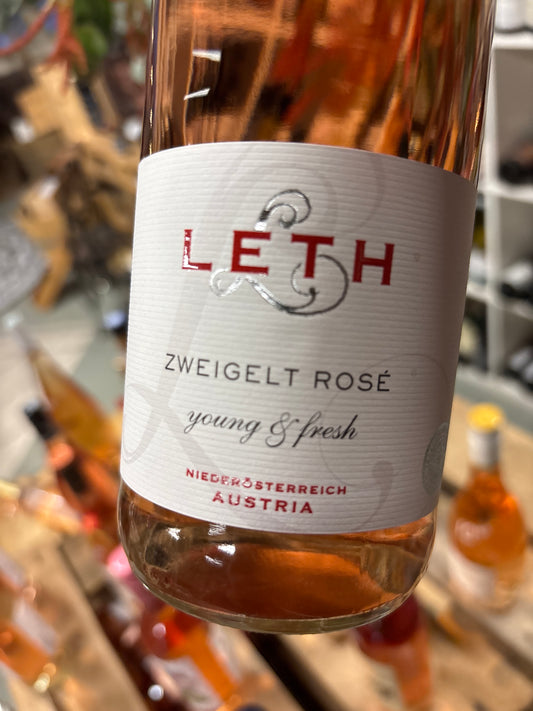 LETH
ZWEIGELT ROSÉ
young & fresh
NIEDERÖSTERREICH
AUSTRIA